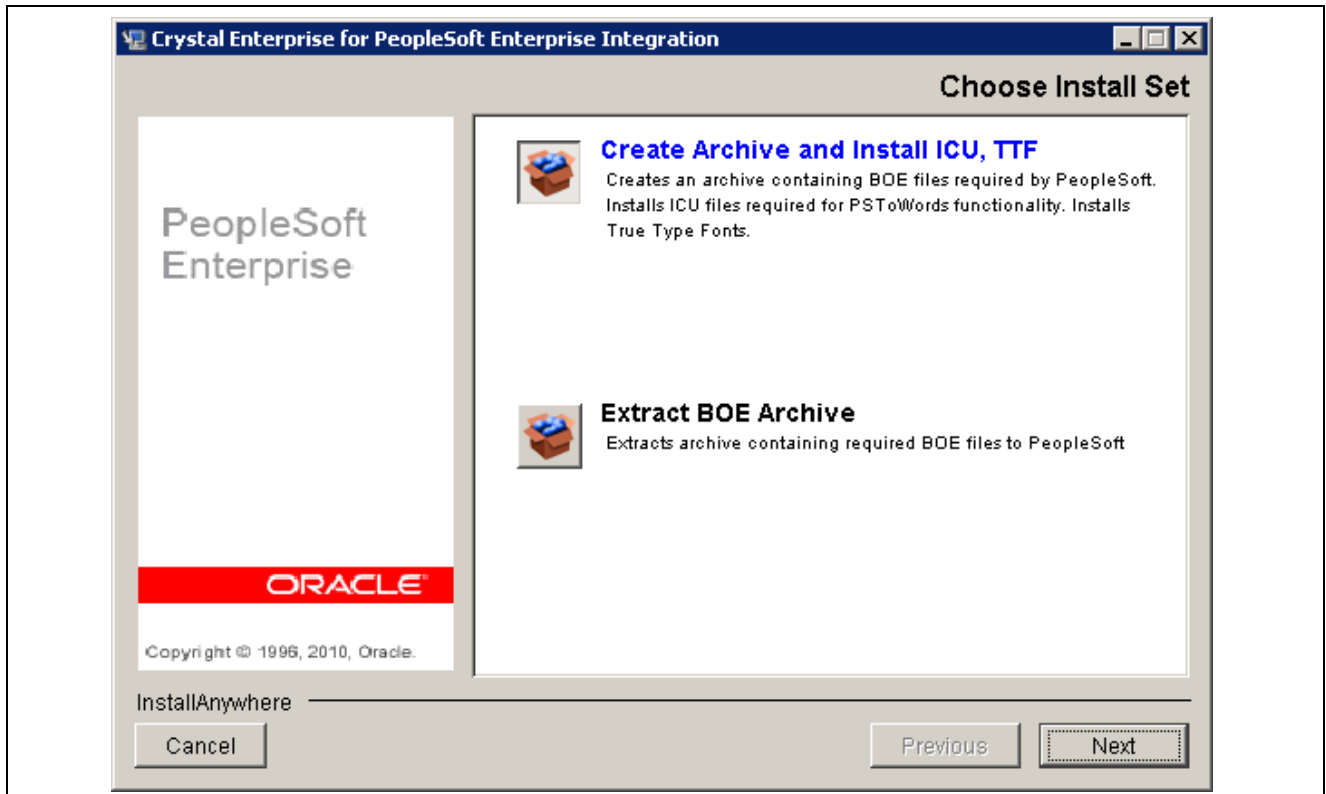 Crystal Enterprise for PeopleSoft Enterprise Integration
Choose Install Set
PeopleSoft
Enterprise
ORACLE
Copyright © 1996, 2010, Oracle.
Create Archive and Install ICU, TTF
Creates an archive containing BOE files required by PeopleSoft.
Installs ICU files required for PSToWords functionality. Installs
True Type Fonts.
Extract BOE Archive
Extracts archive containing required BOE files to PeopleSoft
InstallAnywhere
Cancel
Previous
Next